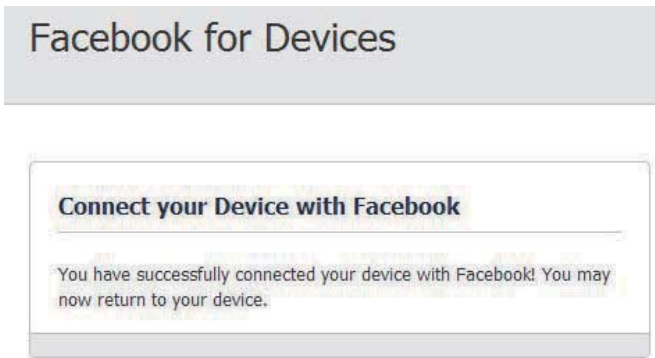 Facebook for Devices
Connect your Device with Facebook
You have successfully connected your device with Facebook! You may
now return to your device.